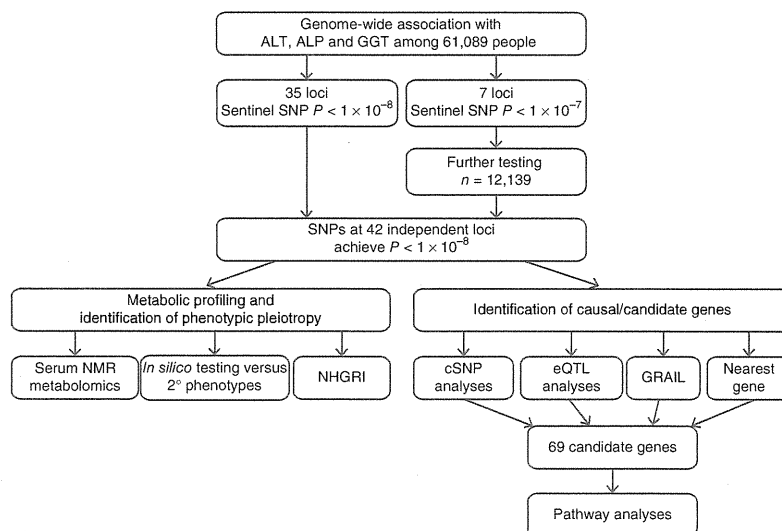 Genome-wide association with
ALT, ALP and GGT among 61,089 people
35 loci
Sentinel SNP P < 1 × 10⁻⁸
7 loci
Sentinel SNP P < 1 × 10⁻⁷
Further testing
n = 12,139
SNPs at 42 independent loci
achieve P < 1 × 10⁻⁸
Metabolic profiling and
identification of phenotypic pleiotropy
Identification of causal/candidate genes
Serum NMR
metabolomics
In silico testing versus
2° phenotypes
NHGRI
cSNP
analyses
eQTL
analyses
GRAIL
Nearest
gene
69 candidate genes
Pathway analyses